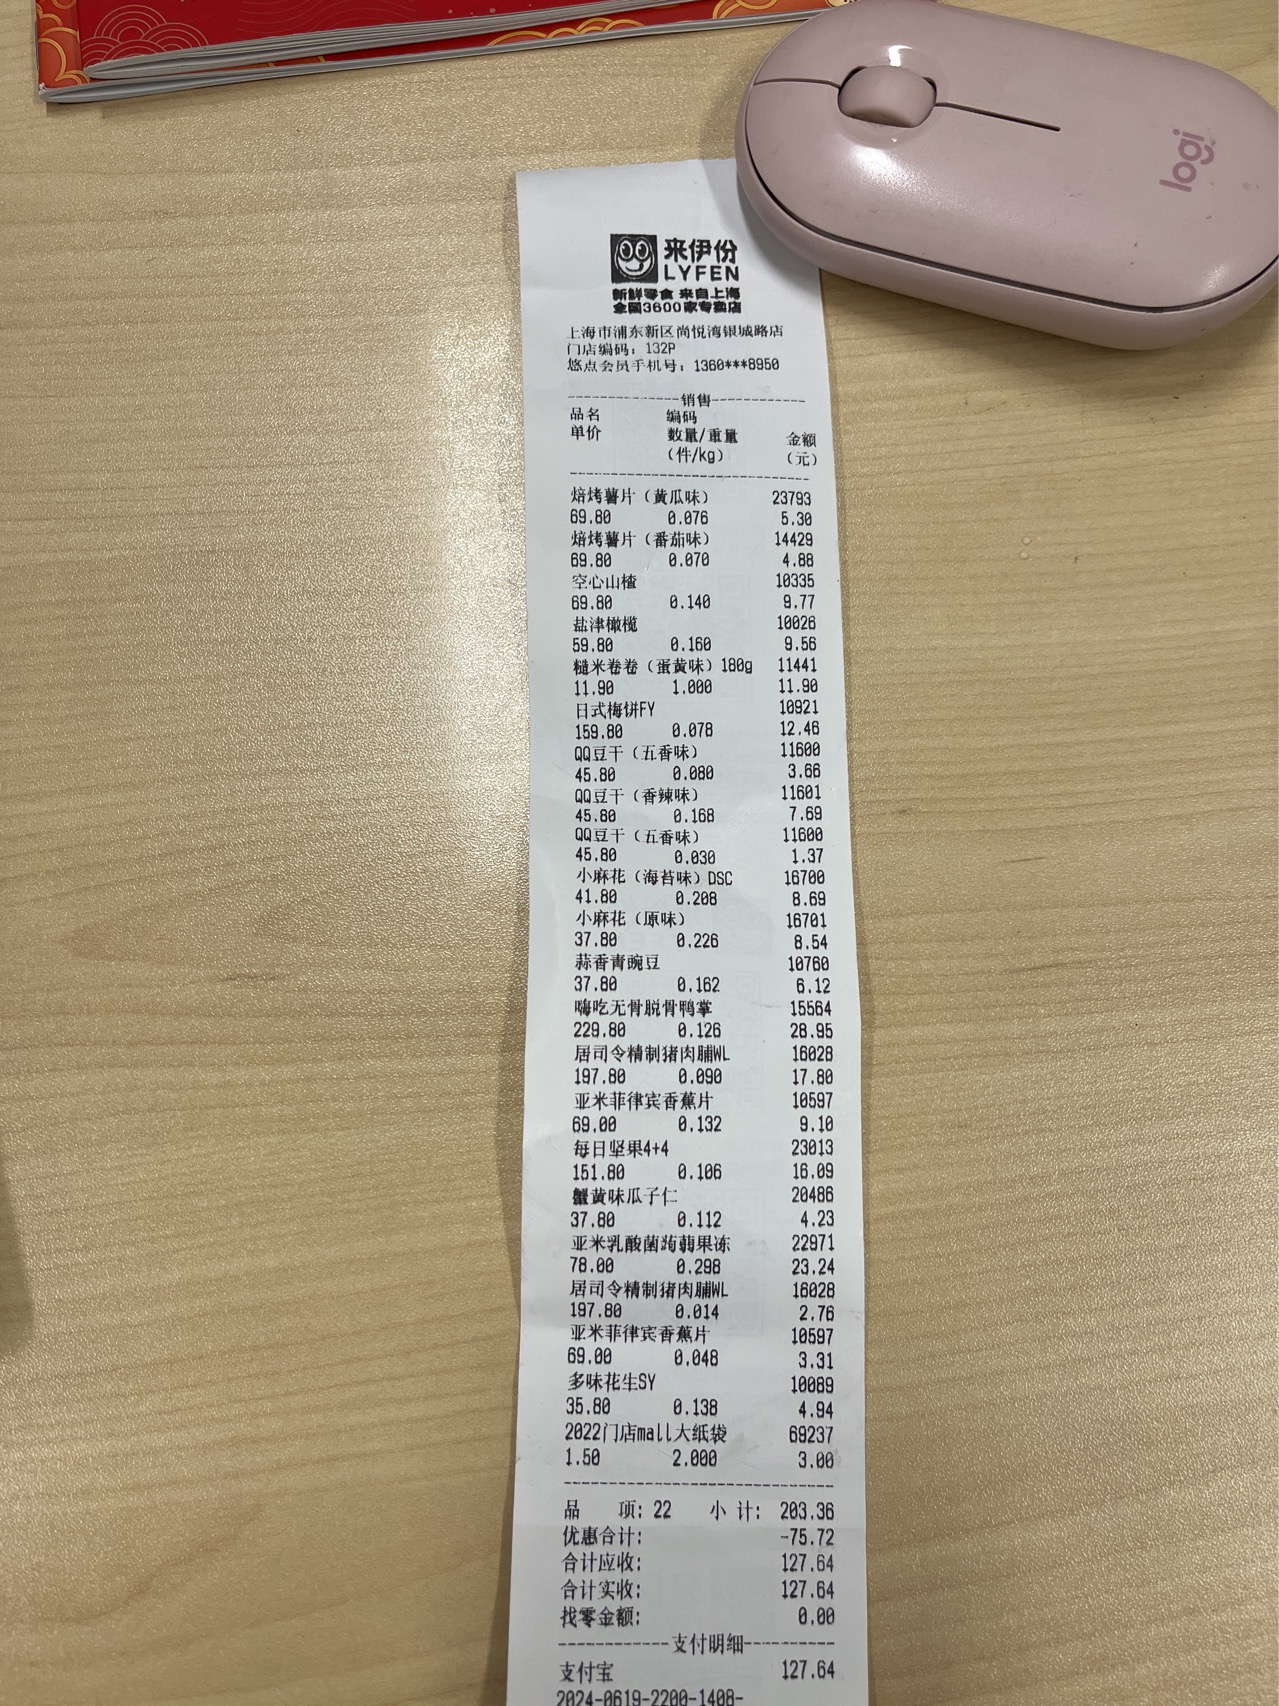 logi
来伊份
LYFEN
新鲜零食 来自上海
全国3600家专卖店
上海市浦东新区尚悦湾银城路店
门店编码：132P
悠点会员手机号：1360***8950
------------销售------------
品名 编码
单价 数量/重量 金额
（件/kg） （元）
----------------------------
焙烤薯片（黄瓜味） 23793
69.80 0.076 5.30
焙烤薯片（番茄味） 14429
69.80 0.070 4.88
空心山楂 10335
69.80 0.140 9.77
盐津橄榄 10026
59.80 0.160 9.56
糙米卷卷（蛋黄味）180g 11441
11.90 1.000 11.90
日式梅饼FY 10921
159.80 0.078 12.46
QQ豆干（五香味） 11600
45.80 0.080 3.66
QQ豆干（香辣味） 11601
45.80 0.168 7.69
QQ豆干（五香味） 11600
45.80 0.030 1.37
小麻花（海苔味）DSC 16700
41.80 0.208 8.69
小麻花（原味） 16701
37.80 0.226 8.54
蒜香青豌豆 10760
37.80 0.162 6.12
嗨吃无骨脱骨鸭掌 15564
229.80 0.126 28.95
居司令精制猪肉脯WL 16028
197.80 0.090 17.80
亚米菲律宾香蕉片 10597
69.00 0.132 9.10
每日坚果4+4 23013
151.80 0.106 16.09
蟹黄味瓜子仁 20486
37.80 0.112 4.23
亚米乳酸菌蒟蒻果冻 22971
78.00 0.298 23.24
居司令精制猪肉脯WL 16028
197.80 0.014 2.76
亚米菲律宾香蕉片 10597
69.00 0.048 3.31
多味花生SY 10089
35.80 0.138 4.94
2022门店mall大纸袋 69237
1.50 2.000 3.00
----------------------------
品 项: 22 小 计: 203.36
优惠合计: -75.72
合计应收: 127.64
合计实收: 127.64
找零金额: 0.00
------------支付明细----------
支付宝 127.64
2024-0619-2200-1408-